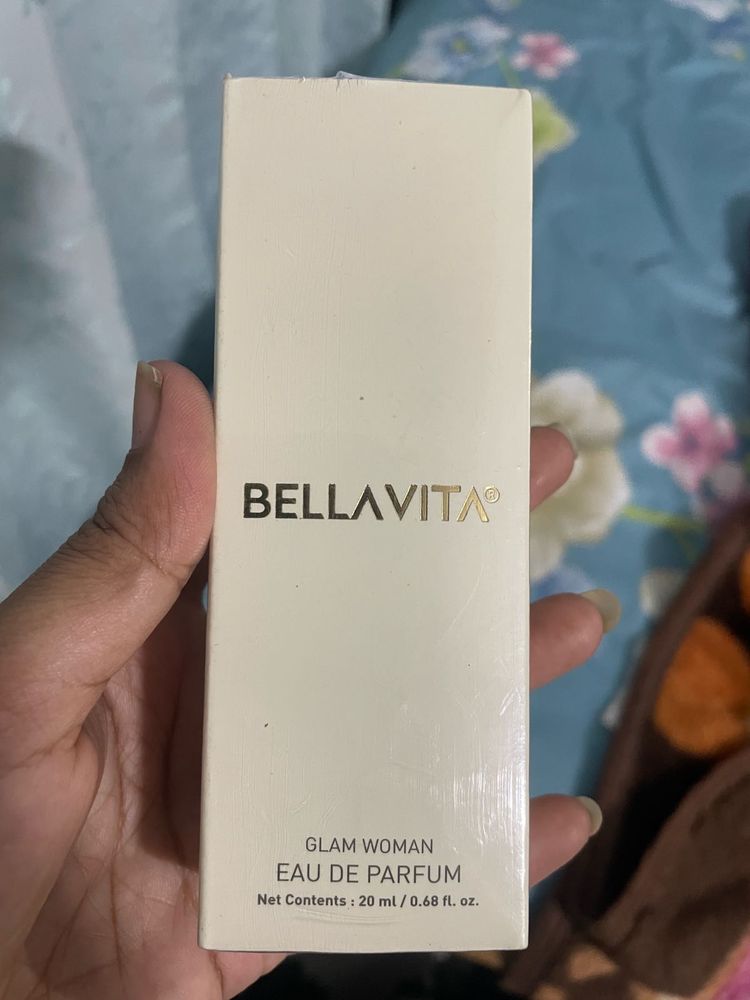 BELLAVITA®
GLAM WOMAN
EAU DE PARFUM
Net Contents : 20 ml / 0.68 fl. oz.